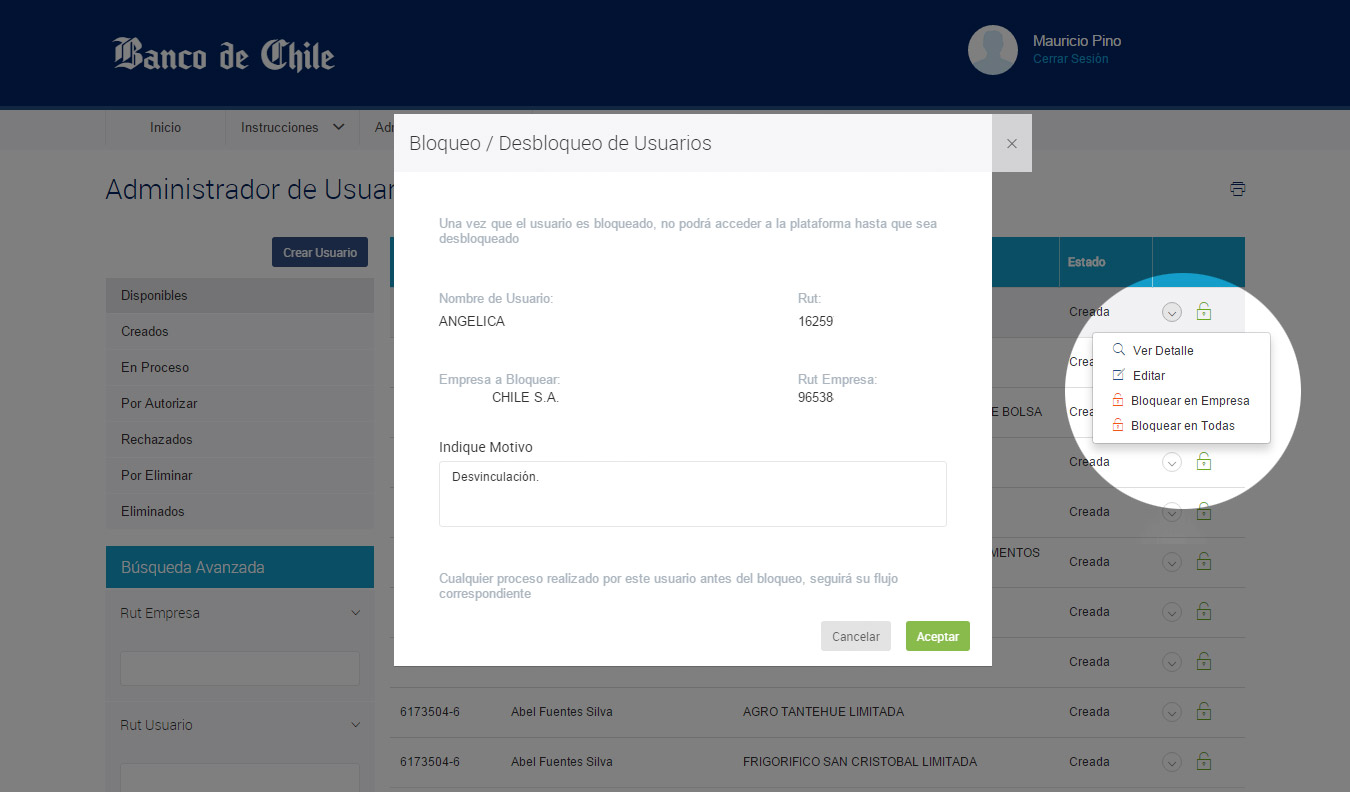 Banco de Chile
Mauricio Pino
Cerrar Sesión
Inicio
Instrucciones
Adr
Bloqueo / Desbloqueo de Usuarios
×
Administrador de Usuar
Una vez que el usuario es bloqueado, no podrá acceder a la plataforma hasta que sea
desbloqueado
Nombre de Usuario:
Rut:
ANGELICA
16259
Empresa a Bloquear:
Rut Empresa:
CHILE S.A.
96538
Indique Motivo
Desvinculación.
Cualquier proceso realizado por este usuario antes del bloqueo, seguirá su flujo
correspondiente
Cancelar
Aceptar
Crear Usuario
Disponibles
Creados
En Proceso
Por Autorizar
Rechazados
Por Eliminar
Eliminados
Búsqueda Avanzada
Rut Empresa
Rut Usuario
Estado
Creada
Ver Detalle
Editar
Bloquear en Empresa
Bloquear en Todas
Crea
E BOLSA Crea
Creada
Creada
MENTOS Creada
Creada
Creada
6173504-6 Abel Fuentes Silva AGRO TANTEHUE LIMITADA Creada
6173504-6 Abel Fuentes Silva FRIGORIFICO SAN CRISTOBAL LIMITADA Creada